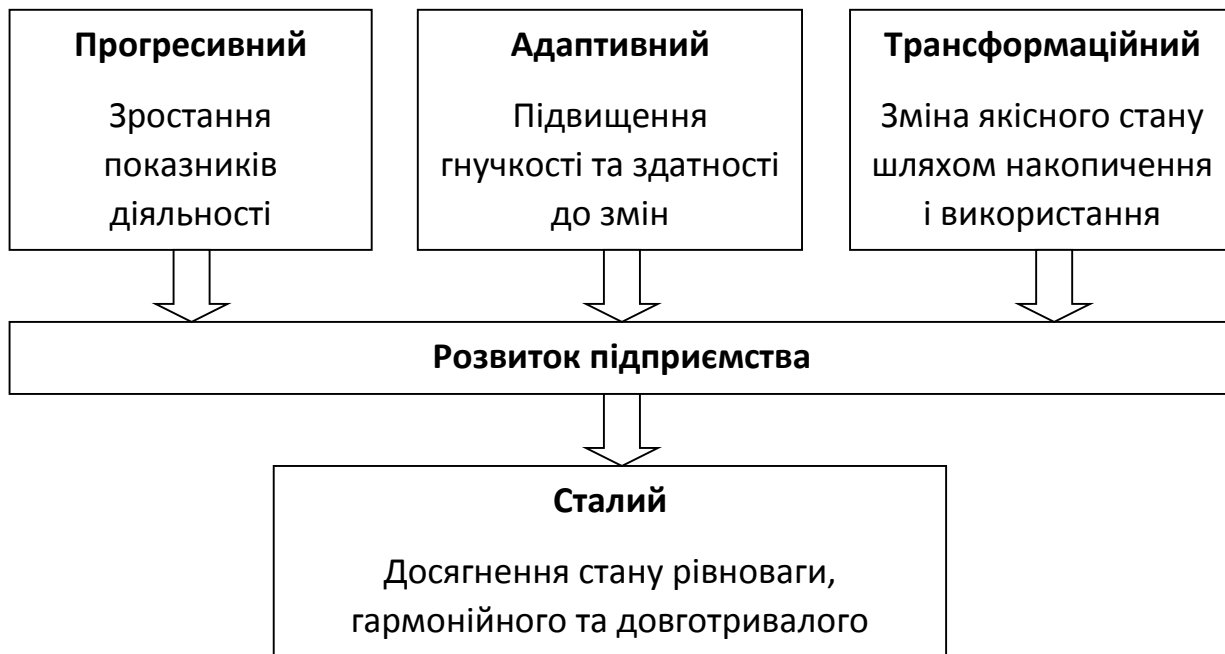 Прогресивний
Зростання
показників
діяльності
Адаптивний
Підвищення
гнучкості та здатності
до змін
Трансформаційний
Зміна якісного стану
шляхом накопичення
і використання
Розвиток підприємства
Сталий
Досягнення стану рівноваги,
гармонійного та довготривалого